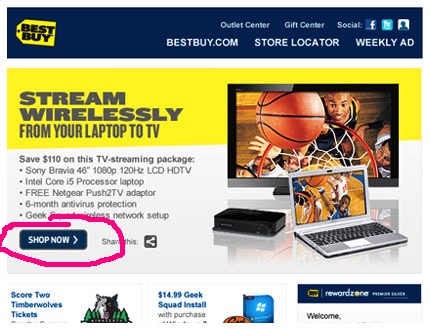 BEST BUY
Outlet Center Gift Center Social:
BESTBUY.COM STORE LOCATOR WEEKLY AD
STREAM
WIRELESSLY
FROM YOUR LAPTOP TO TV
Save $110 on this TV-streaming package:
• Sony Bravia 46" 1080p 120Hz LCD HDTV
• Intel Core i5 Processor laptop
• FREE Netgear Push2TV adaptor
• 6-month antivirus protection
• Geek Squad wireless network setup
SHOP NOW Share this:
Score Two
Timberwolves
Tickets
$14.99 Geek
Squad Install
with purchase
rewardzone PREMIER SILVER
Welcome,